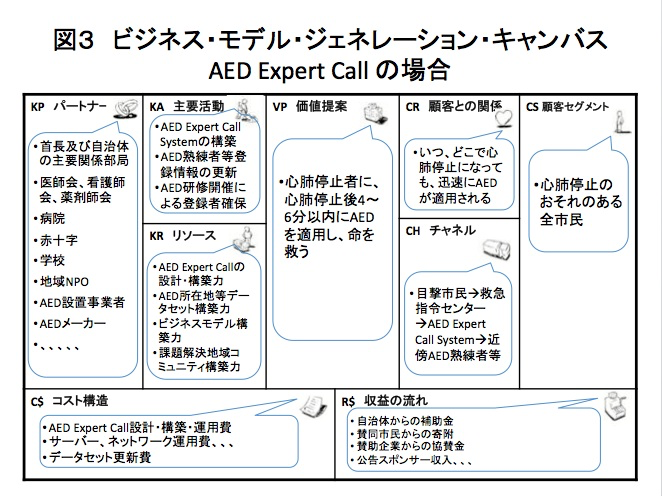 図３　ビジネス・モデル・ジェネレーション・キャンバス
AED Expert Call の場合
KP　パートナー
・首長及び自治体
の主要関係部局
・医師会、看護師
会、薬剤師会
・病院
・赤十字
・学校
・地域NPO
・AED設置事業者
・AEDメーカー
・、、、、、
KA　主要活動
・AED Expert Call
Systemの構築
・AED熟練者等登
録情報の更新
・AED研修開催に
よる登録者確保
KR　リソース
・AED Expert Callの
設計・構築力
・AED所在地等デー
タセット構築力
・ビジネスモデル構
築力
・課題解決地域コ
ミュニティ構築力
VP　価値提案
・心肺停止者に、
心肺停止後4～
6分以内にAED
を適用し、命を
救う
CR　顧客との関係
・いつ、どこで心
肺停止になって
も、迅速にAED
が適用される
CH　チャネル
・目撃市民→救急
指令センター
→AED Expert
Call System→近
傍AED熟練者等
CS 顧客セグメント
・心肺停止の
おそれのある
全市民
C$　コスト構造
・AED Expert Call設計・構築・運用費
・サーバー、ネットワーク運用費、、、
・データセット更新費
R$　収益の流れ
・自治体からの補助金
・賛同市民からの寄附
・賛助企業からの協賛金
・公告スポンサー収入、、、